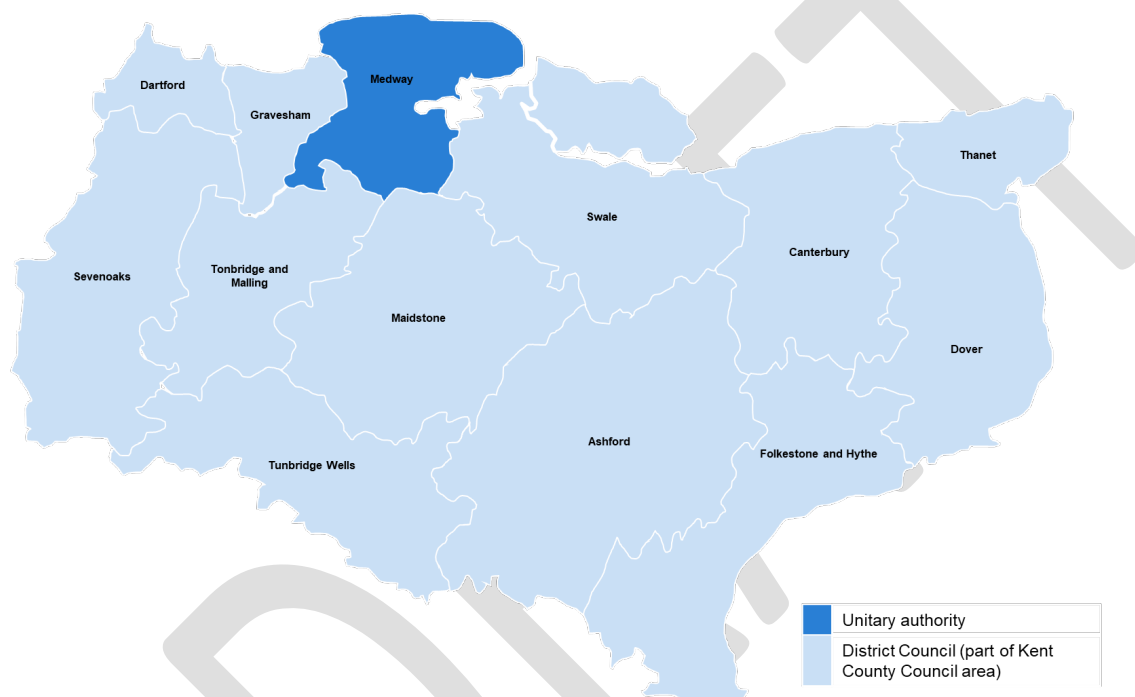 Medway
Dartford
Gravesham
Thanet
Swale
Canterbury
Sevenoaks
Tonbridge and
Malling
Maidstone
Dover
Ashford
Folkestone and Hythe
Tunbridge Wells
Unitary authority
District Council (part of Kent
County Council area)